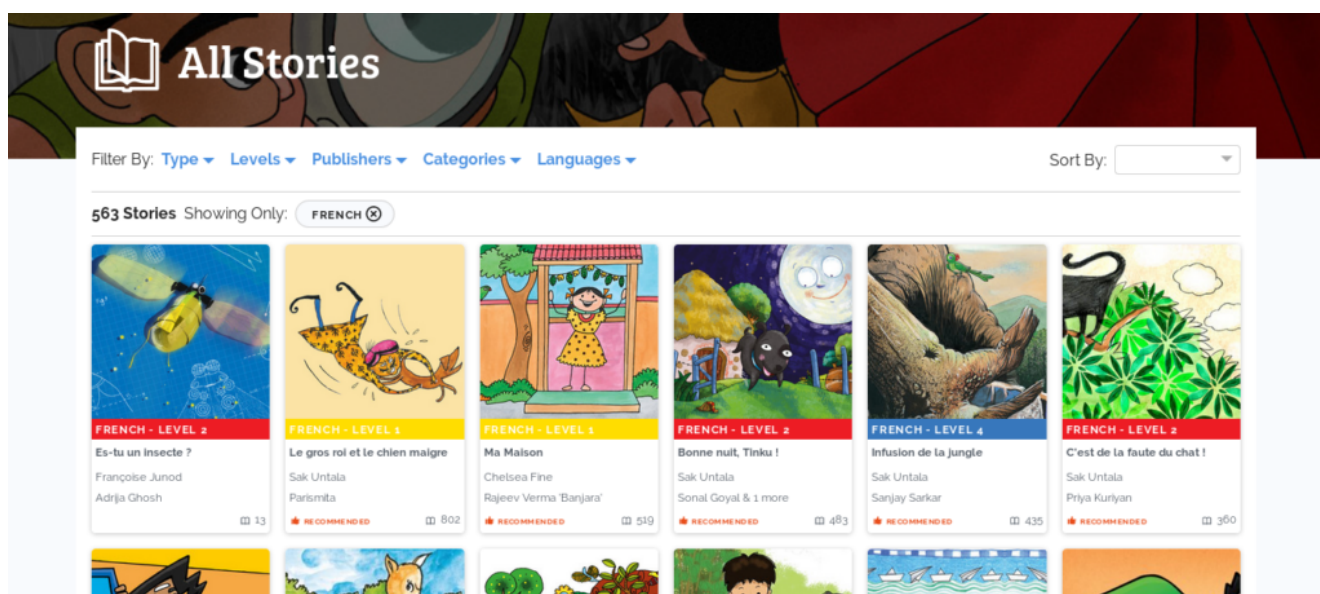 All Stories
Filter By: Type Levels Publishers Categories Languages Sort By:
563 Stories Showing Only: FRENCH
FRENCH - LEVEL 2
Es-tu un insecte ?
Françoise Junod
Adrija Ghosh
13
FRENCH - LEVEL 1
Le gros roi et le chien maigre
Sak Untala
Parismita
RECOMMENDED 802
FRENCH - LEVEL 1
Ma Maison
Chelsea Fine
Rajeev Verma 'Banjara'
RECOMMENDED 519
FRENCH - LEVEL 2
Bonne nuit, Tinku !
Sak Untala
Sonal Goyal & 1 more
RECOMMENDED 483
FRENCH - LEVEL 4
Infusion de la jungle
Sak Untala
Sanjay Sarkar
RECOMMENDED 435
FRENCH - LEVEL 2
C'est de la faute du chat !
Sak Untala
Priya Kuriyan
RECOMMENDED 360